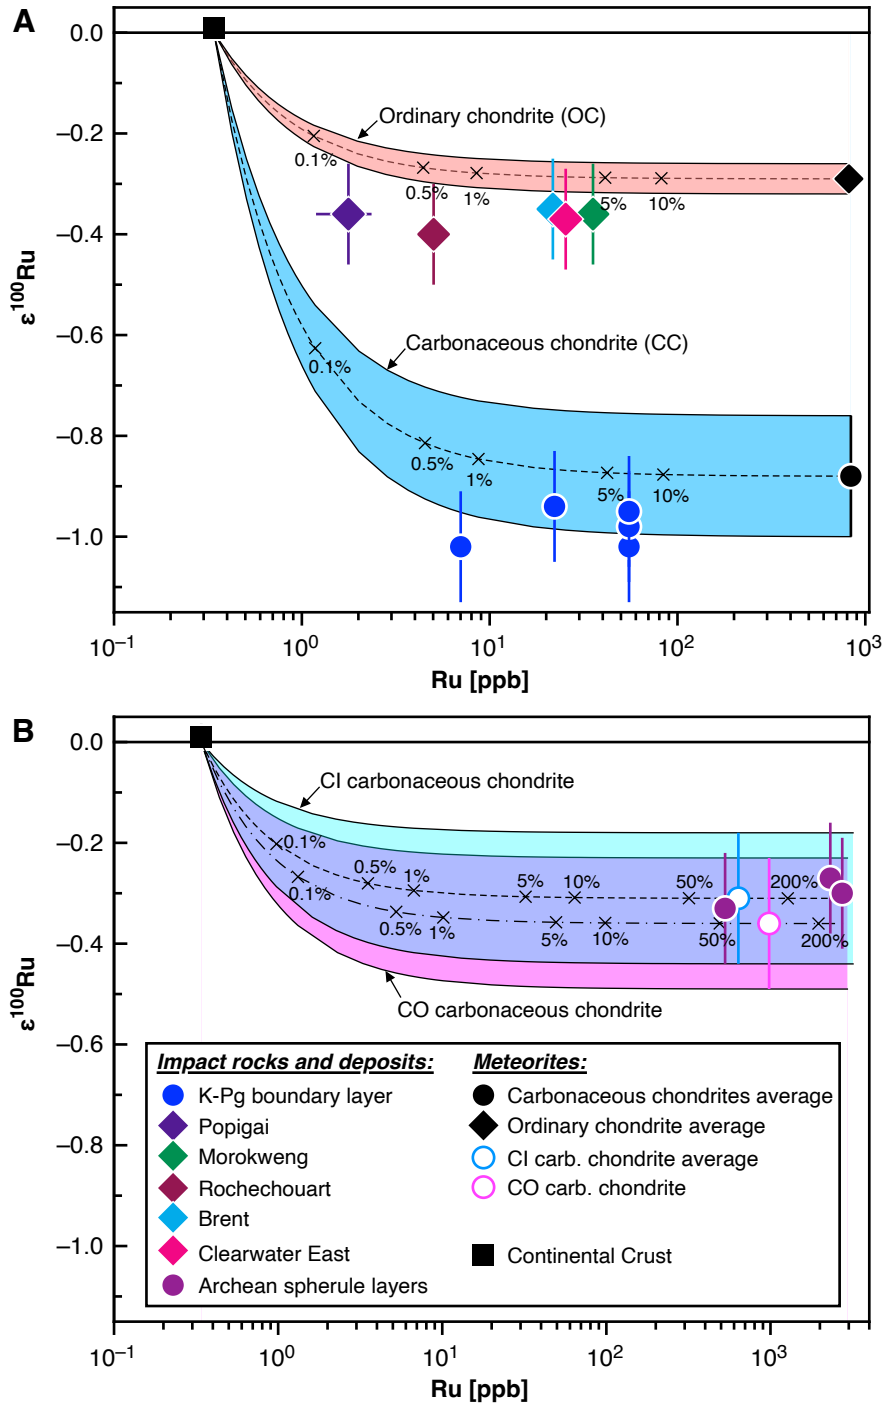 A
0.0
−0.2
−0.4
−0.6
−0.8
−1.0
ε¹⁰⁰Ru
Ordinary chondrite (OC)
0.1%
0.5%
1%
5%
10%
Carbonaceous chondrite (CC)
0.1%
0.5%
1%
5%
10%
10⁻¹
10⁰
10¹
10²
10³
Ru [ppb]
B
0.0
−0.2
−0.4
−0.6
−0.8
−1.0
ε¹⁰⁰Ru
CI carbonaceous chondrite
0.1%
0.5%
1%
5%
10%
50%
200%
0.1%
0.5%
1%
5%
10%
50%
200%
CO carbonaceous chondrite
Impact rocks and deposits:
K-Pg boundary layer
Popigai
Morokweng
Rochechouart
Brent
Clearwater East
Archean spherule layers
Meteorites:
Carbonaceous chondrites average
Ordinary chondrite average
CI carb. chondrite average
CO carb. chondrite
Continental Crust
10⁻¹
10⁰
10¹
10²
10³
Ru [ppb]